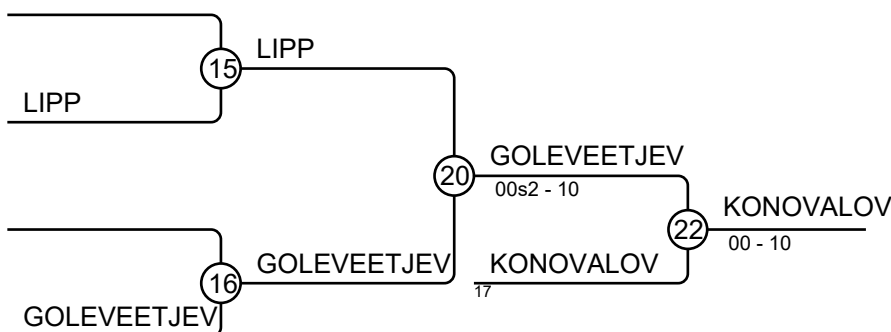 15
LIPP
LIPP
20
GOLEVEETJEV
00s2 - 10
22
KONOVALOV
00 - 10
16
GOLEVEETJEV
KONOVALOV
17
GOLEVEETJEV